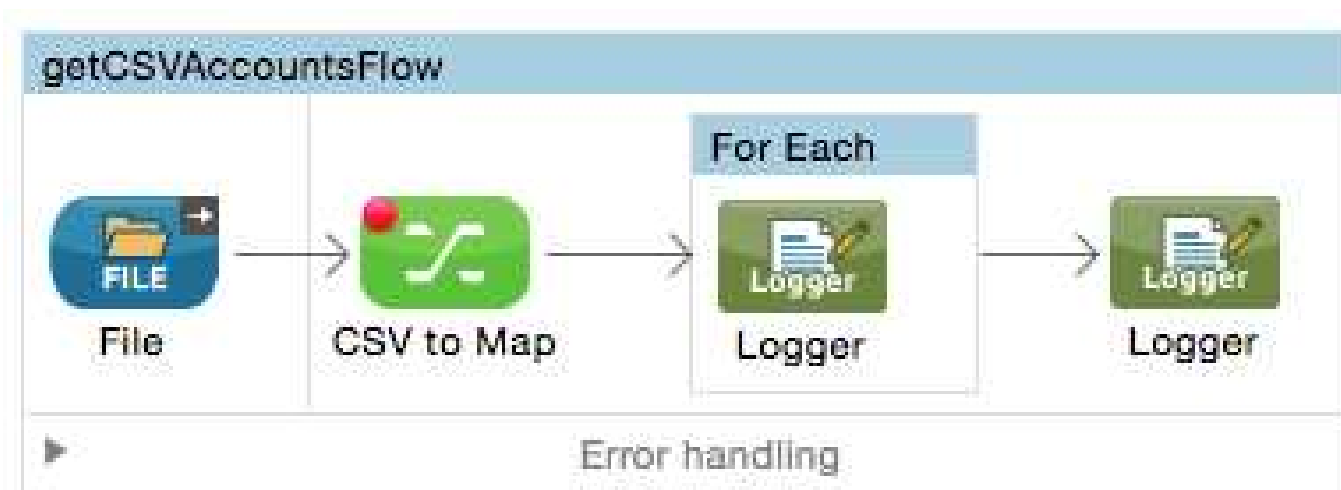 getCSVAccountsFlow
For Each
FILE
Logger
Logger
File
CSV to Map
Logger
Logger
Error handling